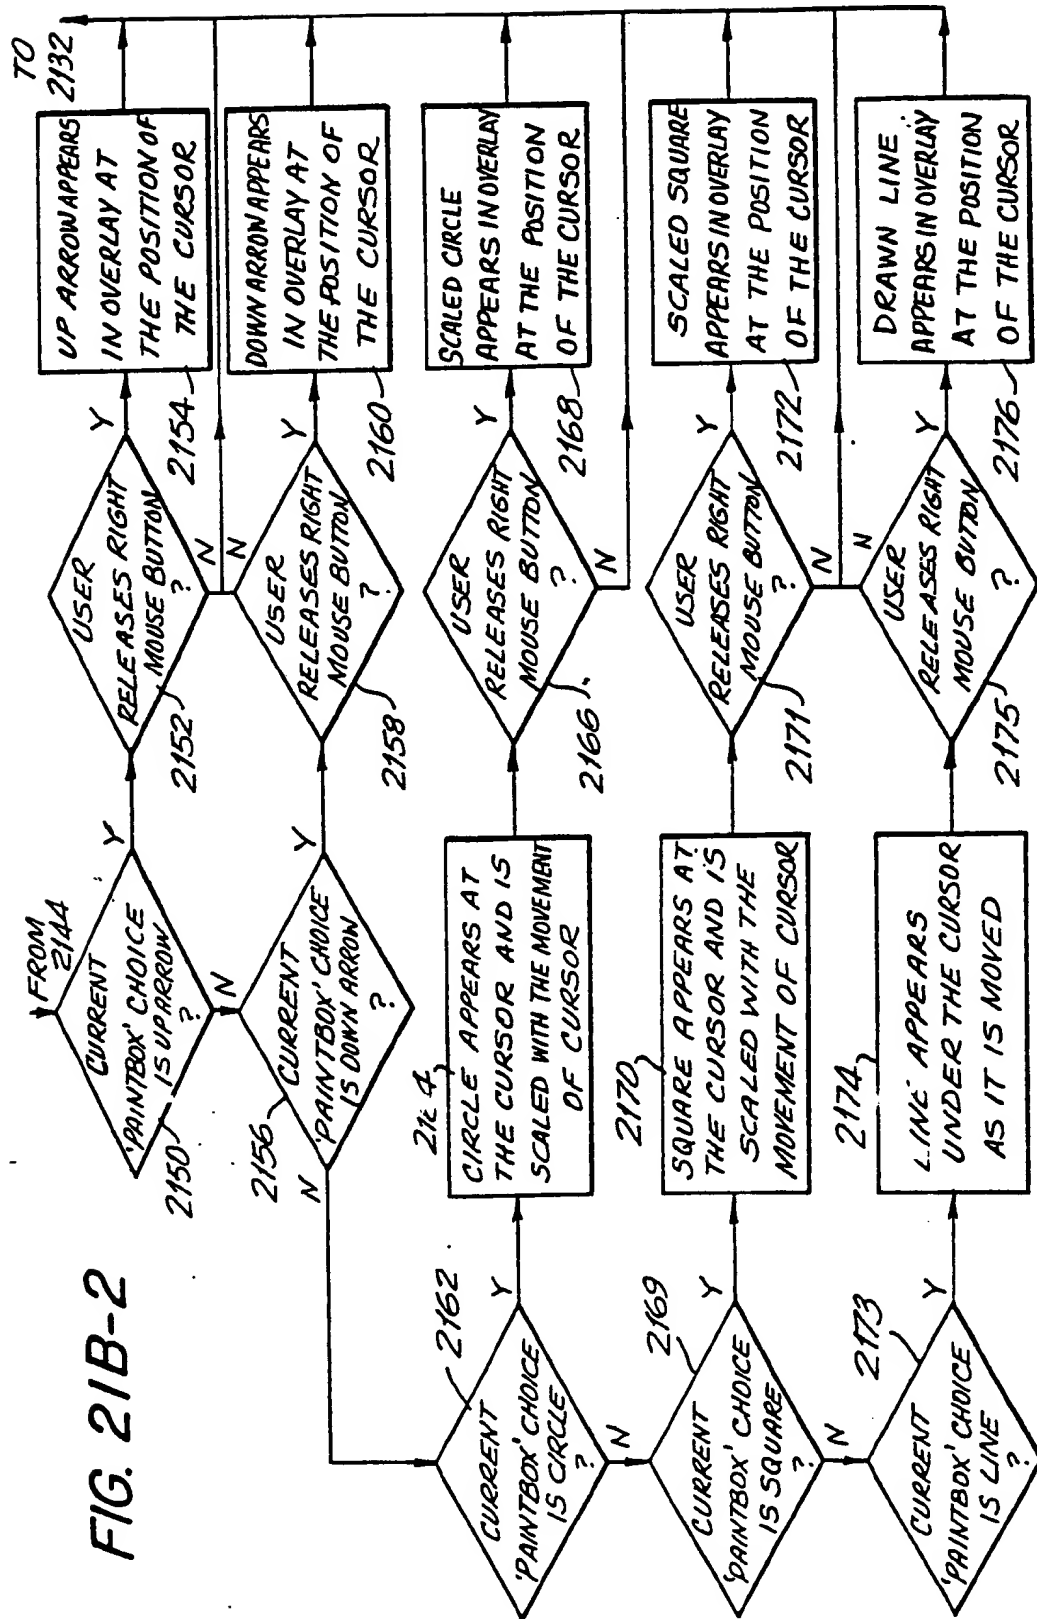 FIG. 21B-2
FROM
2144
CURRENT
'PAINTBOX' CHOICE
IS UP ARROW
?
2150
Y
N
USER
RELEASES RIGHT
MOUSE BUTTON
?
2152
Y
N
UP ARROW APPEARS
IN OVERLAY AT
THE POSITION OF
THE CURSOR
2154
TO
2132
CURRENT
'PAINTBOX' CHOICE
IS DOWN ARROW
?
2156
Y
N
USER
RELEASES RIGHT
MOUSE BUTTON
?
2158
Y
N
DOWN ARROW APPEARS
IN OVERLAY AT
THE POSITION OF
THE CURSOR
2160
CURRENT
'PAINTBOX' CHOICE
IS CIRCLE
?
2162
Y
N
CIRCLE APPEARS AT
THE CURSOR AND IS
SCALED WITH THE MOVEMENT
OF CURSOR
USER
RELEASES RIGHT
MOUSE BUTTON
?
2166
Y
N
SCALED CIRCLE
APPEARS IN OVERLAY
AT THE POSITION
OF THE CURSOR
2168
CURRENT
'PAINTBOX' CHOICE
IS SQUARE
?
2169
Y
N
SQUARE APPEARS AT
THE CURSOR AND IS
SCALED WITH THE
MOVEMENT OF CURSOR
2170
USER
RELEASES RIGHT
MOUSE BUTTON
?
2171
Y
N
SCALED SQUARE
APPEARS IN OVERLAY
AT THE POSITION
OF THE CURSOR
2172
CURRENT
'PAINTBOX' CHOICE
IS LINE
?
2173
Y
LINE APPEARS
UNDER THE CURSOR
AS IT IS MOVED
2174
USER
RELEASES RIGHT
MOUSE BUTTON
?
2175
Y
N
DRAWN LINE
APPEARS IN OVERLAY
AT THE POSITION
OF THE CURSOR
2176